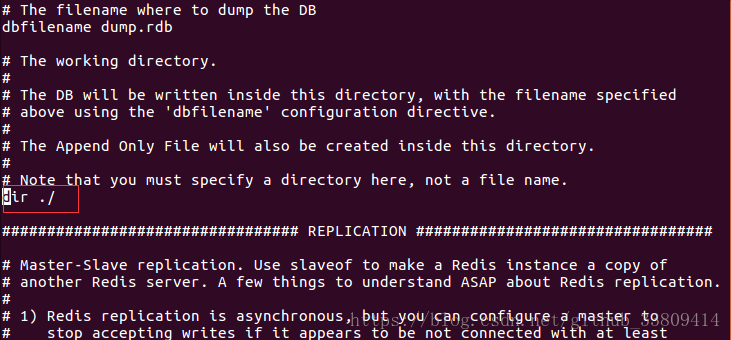 # The filename where to dump the DB
dbfilename dump.rdb
# The working directory.
#
# The DB will be written inside this directory, with the filename specified
# above using the 'dbfilename' configuration directive.
#
# The Append Only File will also be created inside this directory.
#
# Note that you must specify a directory here, not a file name.
dir ./
################################# REPLICATION #################################
# Master-Slave replication. Use slaveof to make a Redis instance a copy of
# another Redis server. A few things to understand ASAP about Redis replication.
#
# 1) Redis replication is asynchronous, but you can configure a master to
#    stop accepting writes if it appears to be not connected with at least
https://blog.csdn.net/github_33809414